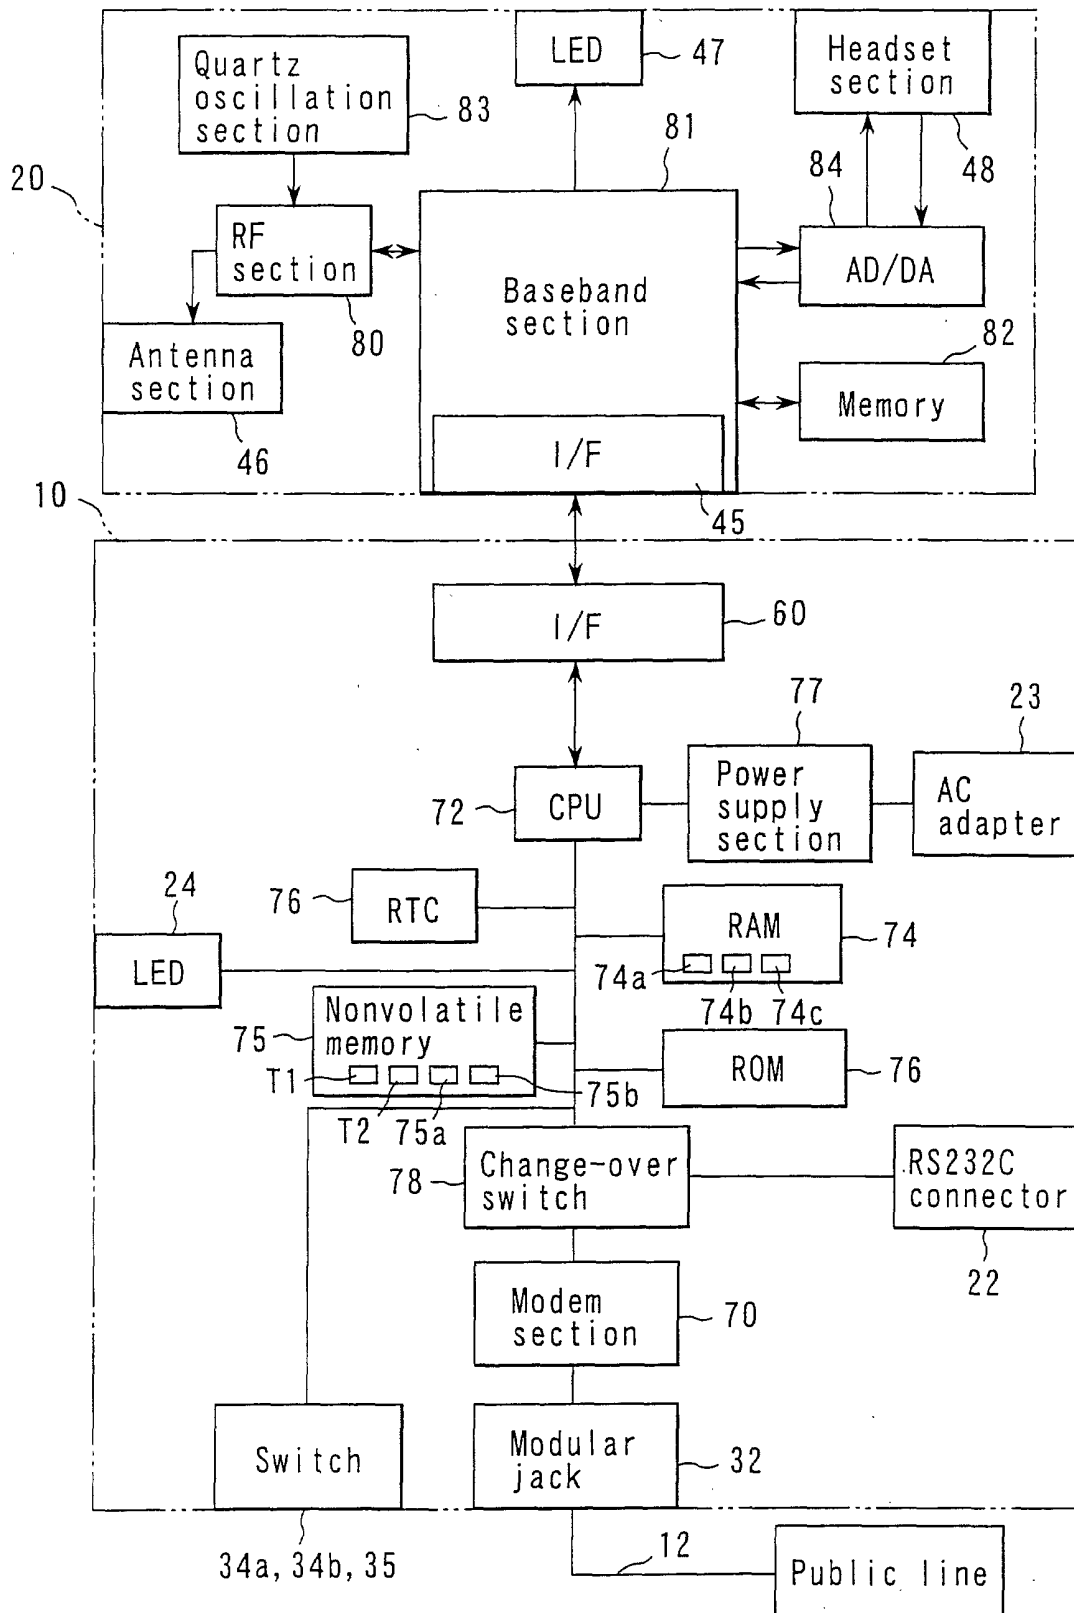 LED
47
Headset
section
48
Quartz
oscillation
section
83
81
84
20
RF
section
80
Baseband
section
AD/DA
82
Antenna
section
46
Memory
I/F
45
10
I/F
60
77
23
72
CPU
Power
supply
section
AC
adapter
24
76
RTC
RAM
74
74a
74b
74c
LED
75
Nonvolatile
memory
T1
T2
75a
75b
ROM
76
78
Change-over
switch
RS232C
connector
22
Modem
section
70
Switch
34a, 34b, 35
Modular
jack
32
12
Public line